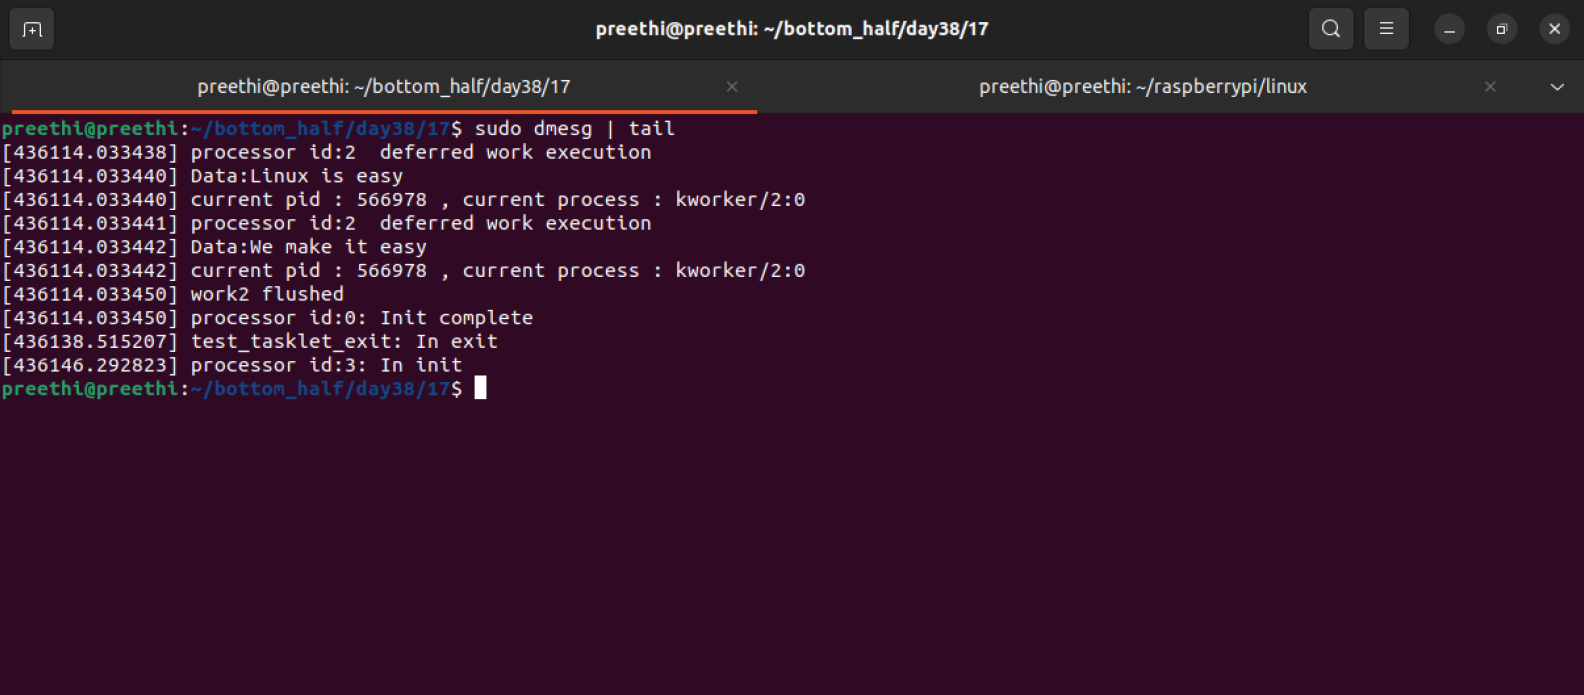 preethi@preethi: ~/bottom_half/day38/17
preethi@preethi: ~/bottom_half/day38/17
preethi@preethi: ~/raspberrypi/linux
preethi@preethi:~/bottom_half/day38/17$ sudo dmesg | tail
[436114.033438] processor id:2  deferred work execution
[436114.033440] Data:Linux is easy
[436114.033440] current pid : 566978 , current process : kworker/2:0
[436114.033441] processor id:2  deferred work execution
[436114.033442] Data:We make it easy
[436114.033442] current pid : 566978 , current process : kworker/2:0
[436114.033450] work2 flushed
[436114.033450] processor id:0: Init complete
[436138.515207] test_tasklet_exit: In exit
[436146.292823] processor id:3: In init
preethi@preethi:~/bottom_half/day38/17$